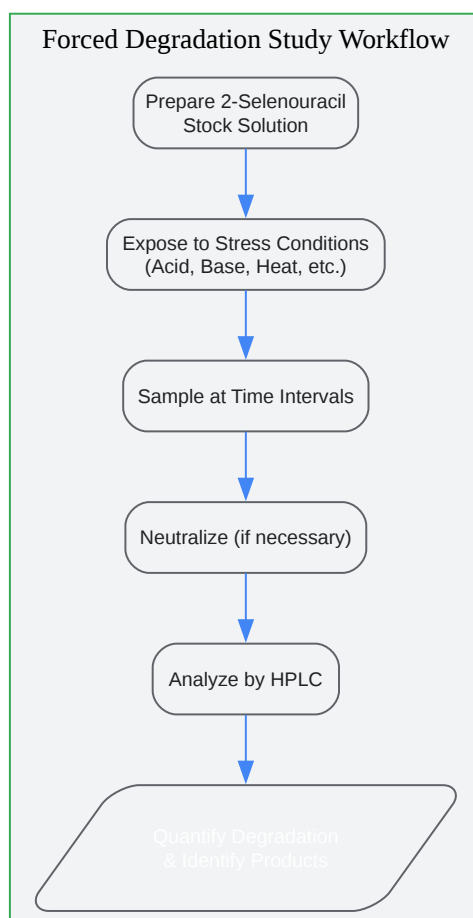 Forced Degradation Study Workflow
Prepare 2-Selenouracil
Stock Solution
Expose to Stress Conditions
(Acid, Base, Heat, etc.)
Sample at Time Intervals
Neutralize (if necessary)
Analyze by HPLC
Quantify Degradation
& Identify Products